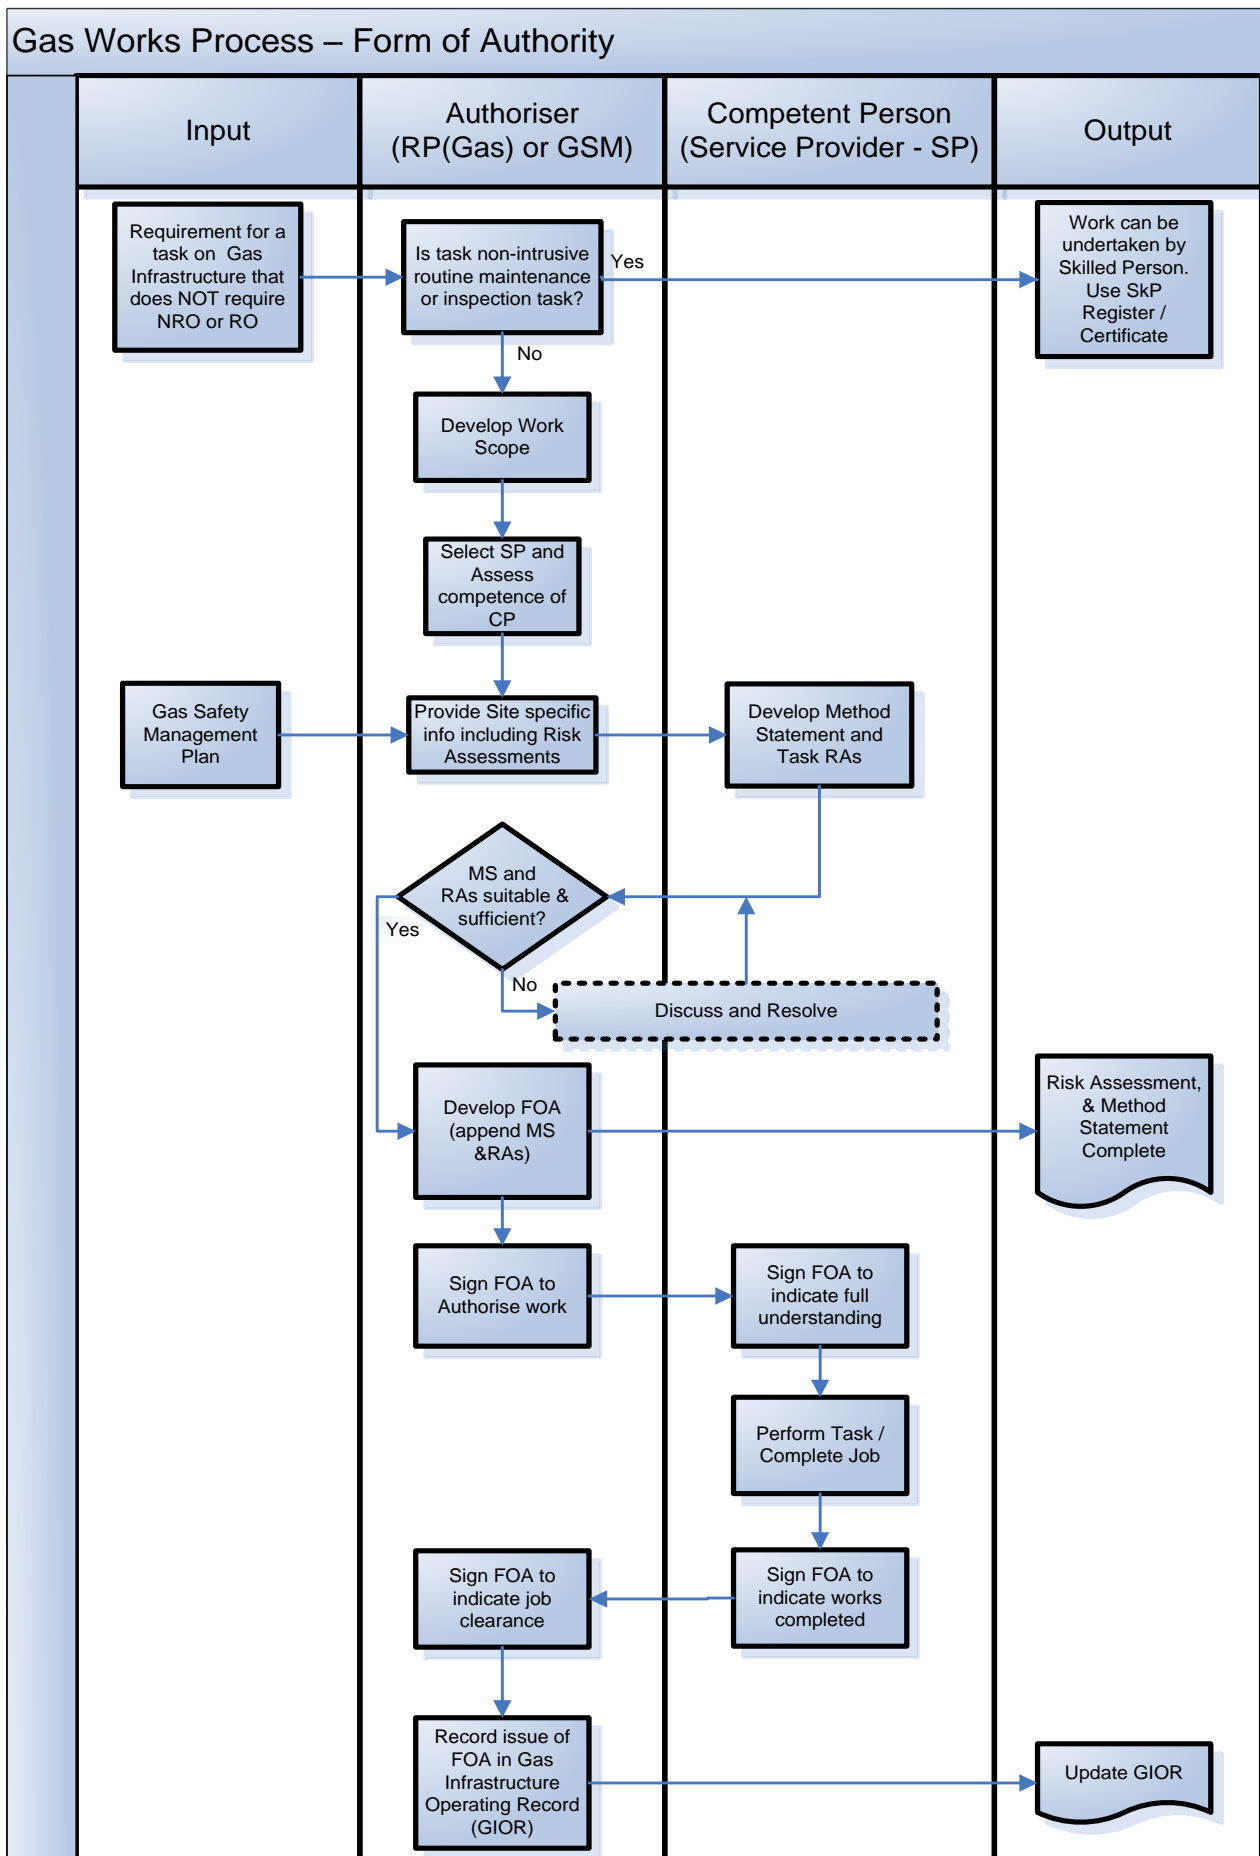 Gas Works Process – Form of Authority
Input
Authoriser
(RP(Gas) or GSM)
Competent Person
(Service Provider - SP)
Output
Requirement for a
task on Gas
Infrastructure that
does NOT require
NRO or RO
Is task non-intrusive
routine maintenance
or inspection task?
Yes
Work can be
undertaken by
Skilled Person.
Use SkP
Register /
Certificate
No
Develop Work
Scope
Select SP and
Assess
competence of
CP
Gas Safety
Management
Plan
Provide Site specific
info including Risk
Assessments
Develop Method
Statement and
Task RAs
MS and
RAs suitable &
sufficient?
Yes
No
Discuss and Resolve
Develop FOA
(append MS
&RAs)
Risk Assessment,
& Method
Statement
Complete
Sign FOA to
Authorise work
Sign FOA to
indicate full
understanding
Perform Task /
Complete Job
Sign FOA to
indicate works
completed
Sign FOA to
indicate job
clearance
Record issue of
FOA in Gas
Infrastructure
Operating Record
(GIOR)
Update GIOR